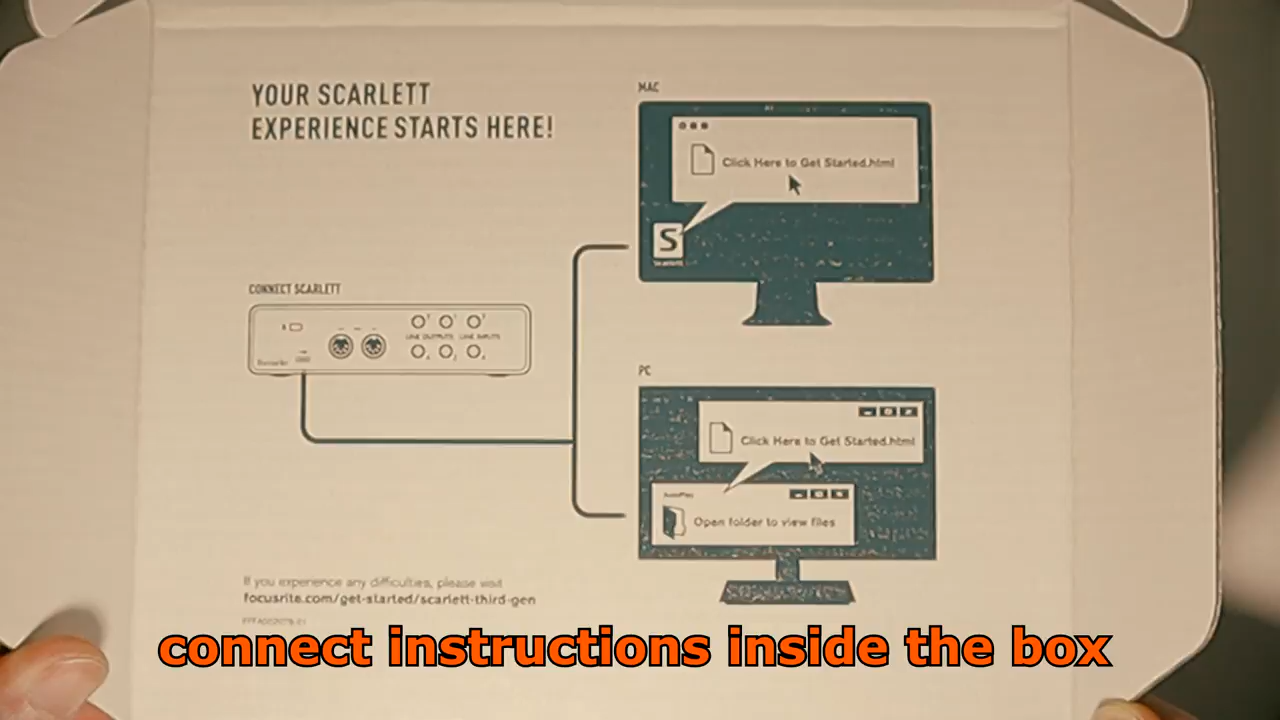 YOUR SCARLETT
EXPERIENCE STARTS HERE!
MAC
Click Here to Get Started.html
S
Scarlett
CONNECT SCARLETT
LINE OUTPUTS LINE INPUTS
Focusrite
PC
Click Here to Get Started.html
AutoPlay
Open folder to view files
If you experience any difficulties, please visit
focusrite.com/get-started/scarlett-third-gen
connect instructions inside the box